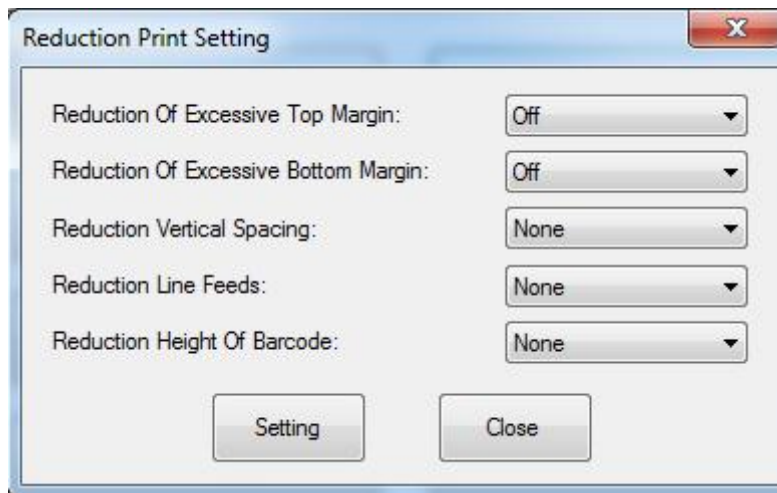 Reduction Print Setting
Reduction Of Excessive Top Margin: Off
Reduction Of Excessive Bottom Margin: Off
Reduction Vertical Spacing: None
Reduction Line Feeds: None
Reduction Height Of Barcode: None
Setting Close